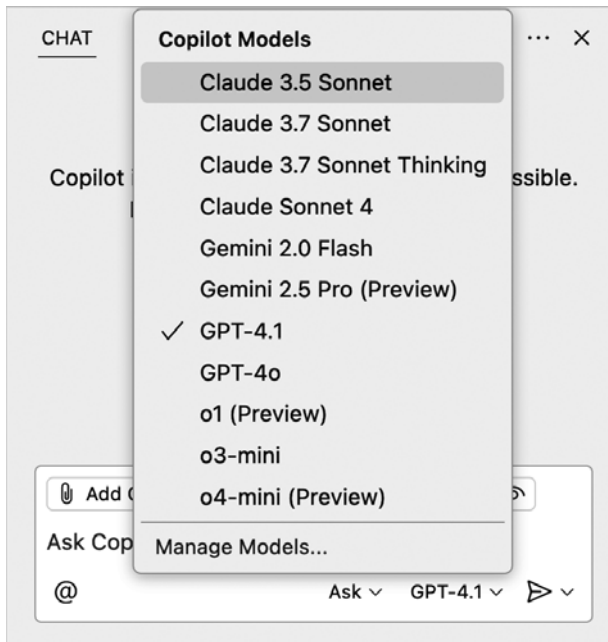 CHAT
Copilot Models
Claude 3.5 Sonnet
Claude 3.7 Sonnet
Claude 3.7 Sonnet Thinking
Copilot
ssible.
Claude Sonnet 4
Gemini 2.0 Flash
Gemini 2.5 Pro (Preview)
✓ GPT-4.1
GPT-4o
o1 (Preview)
o3-mini
o4-mini (Preview)
Add
Manage Models...
Ask Cop
@ Ask GPT-4.1